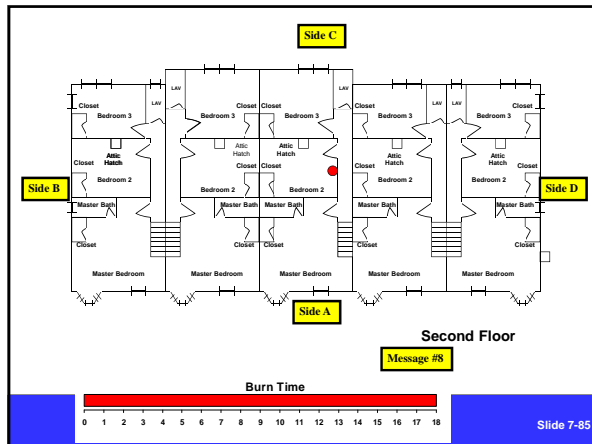 Side C
LAV
LAV
LAV
LAV
LAV
Closet
Bedroom 3
Bedroom 3
Closet
Closet
Bedroom 3
Closet
Bedroom 3
Bedroom 3
Closet
Attic
Hatch
Attic
Hatch
Attic
Hatch
Attic
Hatch
Attic
Hatch
Closet
Closet
Closet
Closet
Closet
Side B
Bedroom 2
Bedroom 2
Bedroom 2
Bedroom 2
Bedroom 2
Side D
Master Bath
Master Bath
Master Bath
Master Bath
Master Bath
Closet
Closet
Closet
Closet
Closet
Master Bedroom
Master Bedroom
Master Bedroom
Master Bedroom
Master Bedroom
Side A
Second Floor
Message #8
Burn Time
0 1 2 3 4 5 6 7 8 9 10 11 12 13 14 15 16 17 18
Slide 7-85